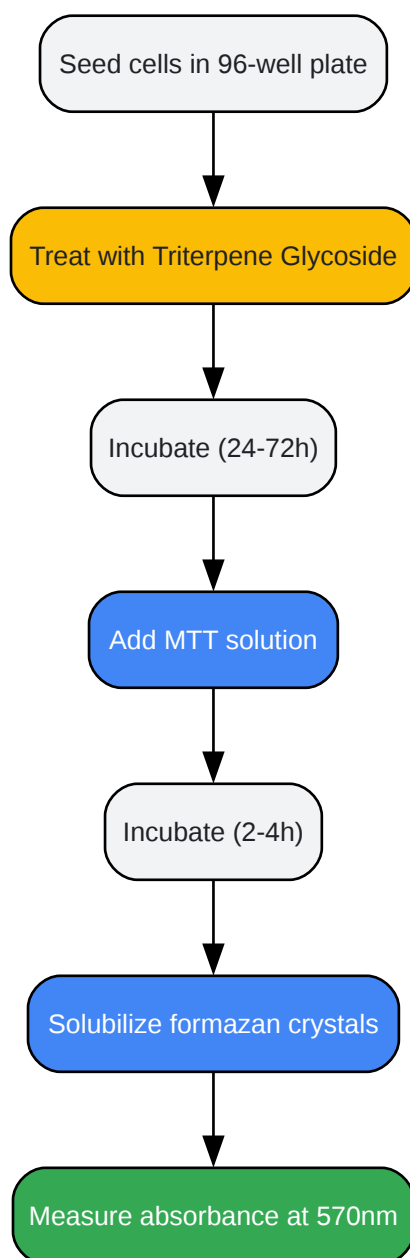 Seed cells in 96-well plate
Treat with Triterpene Glycoside
Incubate (24-72h)
Add MTT solution
Incubate (2-4h)
Solubilize formazan crystals
Measure absorbance at 570nm